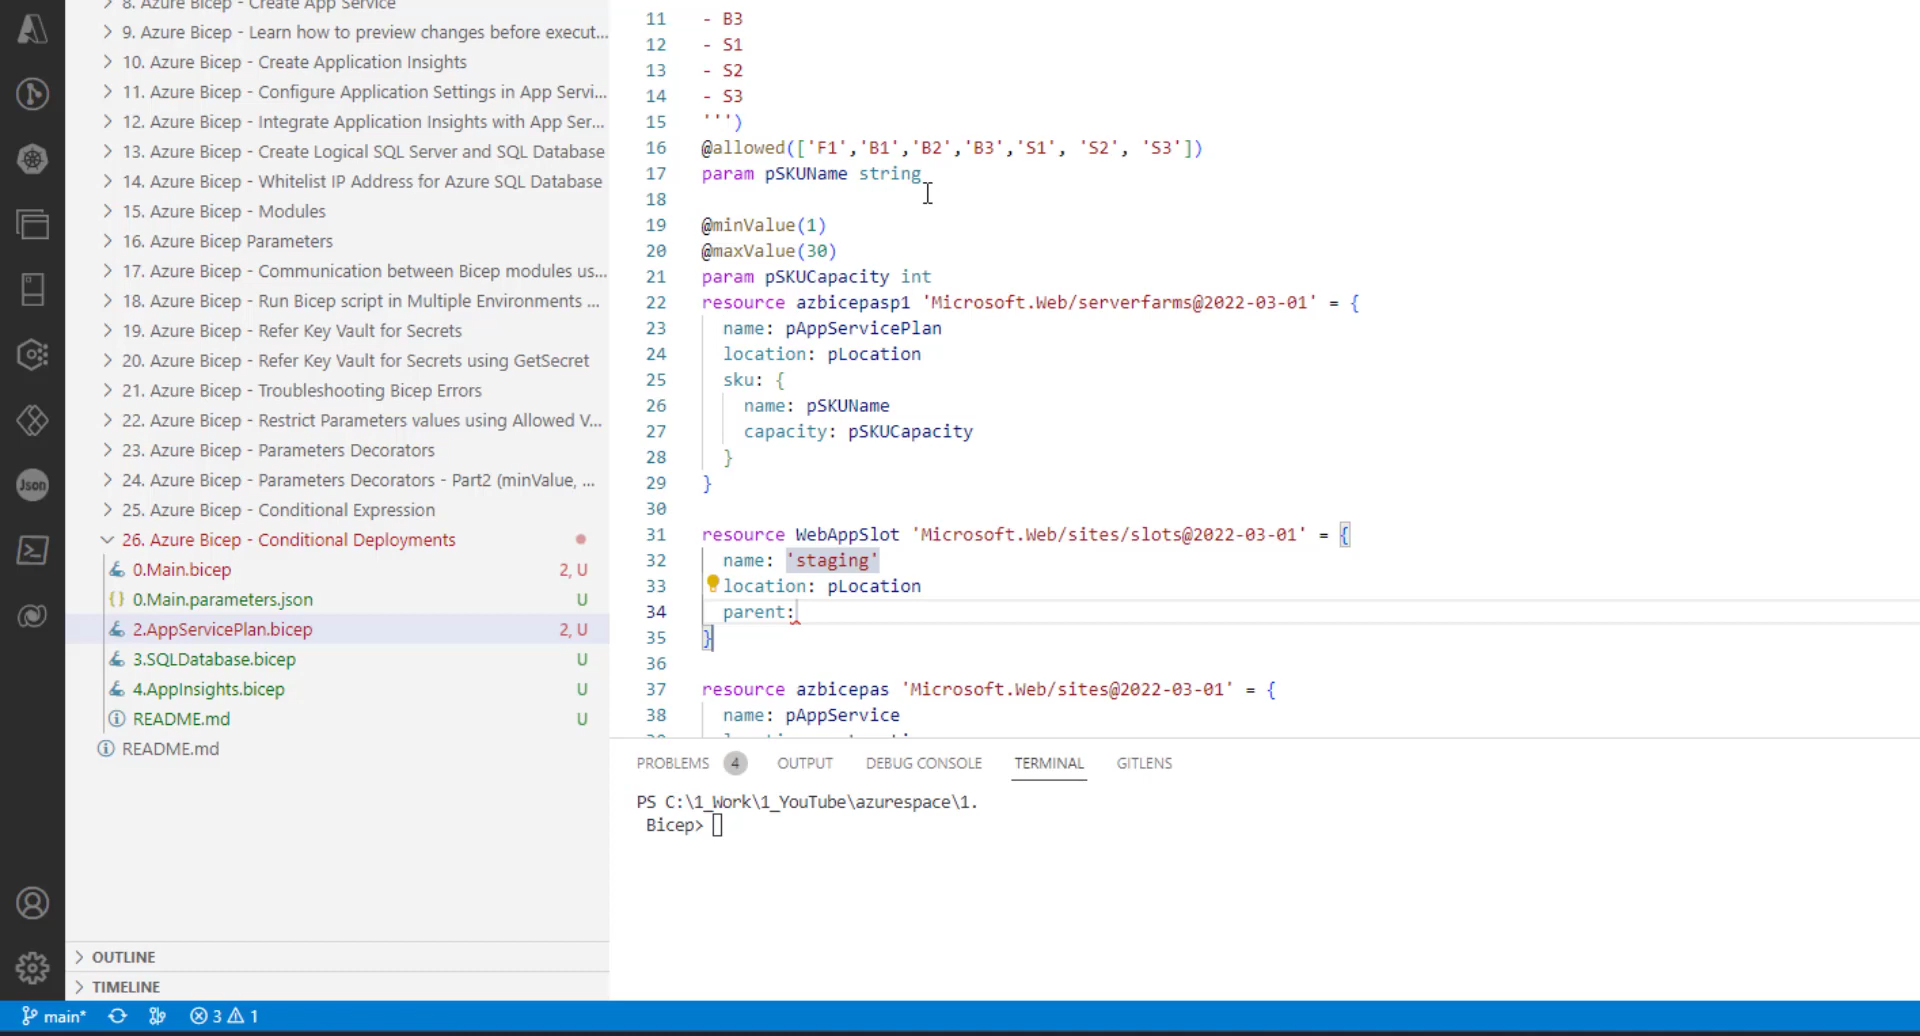 8. Azure Bicep - Create App Service
9. Azure Bicep - Learn how to preview changes before execut...
10. Azure Bicep - Create Application Insights
11. Azure Bicep - Configure Application Settings in App Servi...
12. Azure Bicep - Integrate Application Insights with App Ser...
13. Azure Bicep - Create Logical SQL Server and SQL Database
14. Azure Bicep - Whitelist IP Address for Azure SQL Database
15. Azure Bicep - Modules
16. Azure Bicep Parameters
17. Azure Bicep - Communication between Bicep modules us...
18. Azure Bicep - Run Bicep script in Multiple Environments ...
19. Azure Bicep - Refer Key Vault for Secrets
20. Azure Bicep - Refer Key Vault for Secrets using GetSecret
21. Azure Bicep - Troubleshooting Bicep Errors
22. Azure Bicep - Restrict Parameters values using Allowed V...
23. Azure Bicep - Parameters Decorators
24. Azure Bicep - Parameters Decorators - Part2 (minValue, ...
25. Azure Bicep - Conditional Expression
26. Azure Bicep - Conditional Deployments
0.Main.bicep 2, U
0.Main.parameters.json U
2.AppServicePlan.bicep 2, U
3.SQLDatabase.bicep U
4.AppInsights.bicep U
README.md U
README.md
OUTLINE
TIMELINE
Json
11 - B3
12 - S1
13 - S2
14 - S3
15 ''')
16 @allowed(['F1','B1','B2','B3','S1', 'S2', 'S3'])
17 param pSKUName string
18
19 @minValue(1)
20 @maxValue(30)
21 param pSKUCapacity int
22 resource azbicepasp1 'Microsoft.Web/serverfarms@2022-03-01' = {
23 name: pAppServicePlan
24 location: pLocation
25 sku: {
26 name: pSKUName
27 capacity: pSKUCapacity
28 }
29 }
30
31 resource WebAppSlot 'Microsoft.Web/sites/slots@2022-03-01' = {
32 name: 'staging'
33 location: pLocation
34 parent:
35 }
36
37 resource azbicepas 'Microsoft.Web/sites@2022-03-01' = {
38 name: pAppService
PROBLEMS 4 OUTPUT DEBUG CONSOLE TERMINAL GITLENS
PS C:\1_Work\1_YouTube\azurespace\1.
Bicep>
main* 3 1